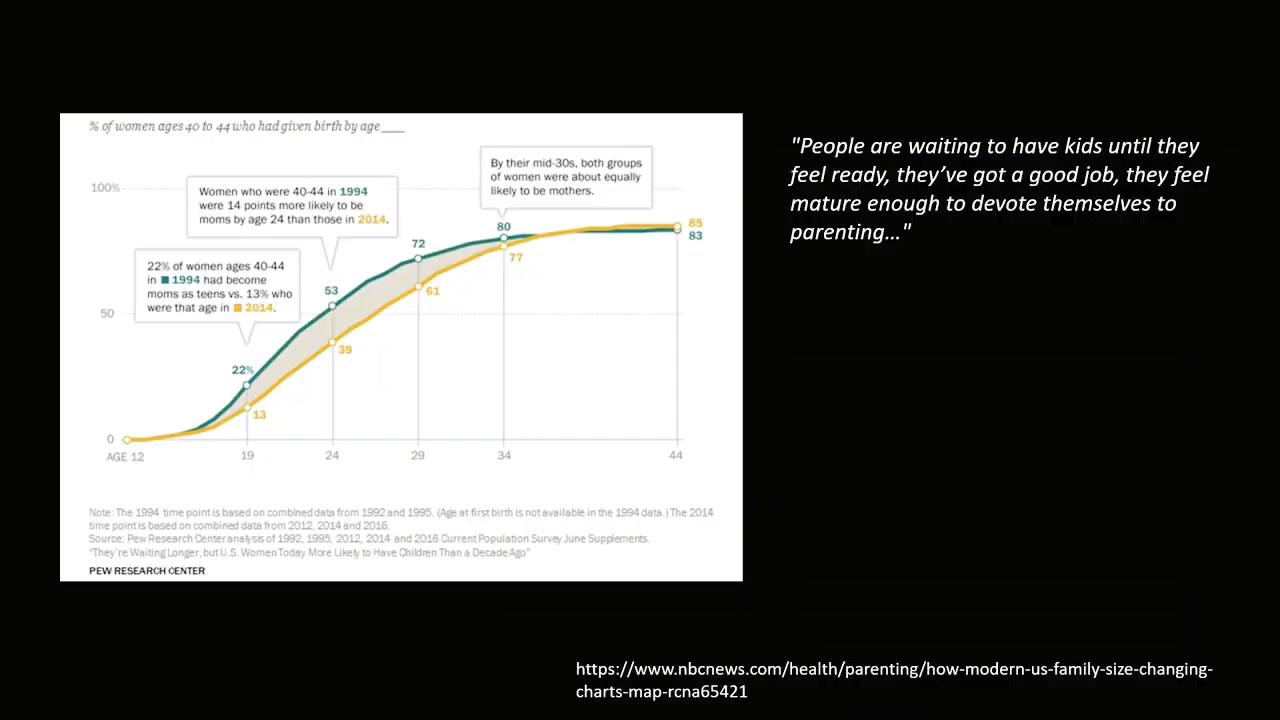 % of women ages 40 to 44 who had given birth by age ____
"People are waiting to have kids until they
feel ready, they've got a good job, they feel
mature enough to devote themselves to
parenting…"
By their mid-30s, both groups
of women were about equally
likely to be mothers.
Women who were 40-44 in 1994
were 14 points more likely to be
moms by age 24 than those in 2014.
22% of women ages 40-44
in 1994 had become
moms as teens vs. 13% who
were that age in 2014.
100%
50
0
22%
53
72
80
83
13
39
61
77
85
AGE 12
19
24
29
34
44
Note: The 1994 time point is based on combined data from 1992 and 1995. (Age at first birth is not available in the 1994 data.) The 2014
time point is based on combined data from 2012, 2014 and 2016.
Source: Pew Research Center analysis of 1992, 1995, 2012, 2014 and 2016 Current Population Survey June Supplements.
"They're Waiting Longer, but U.S. Women Today More Likely to Have Children Than a Decade Ago"
PEW RESEARCH CENTER
https://www.nbcnews.com/health/parenting/how-modern-us-family-size-changing-
charts-map-rcna65421